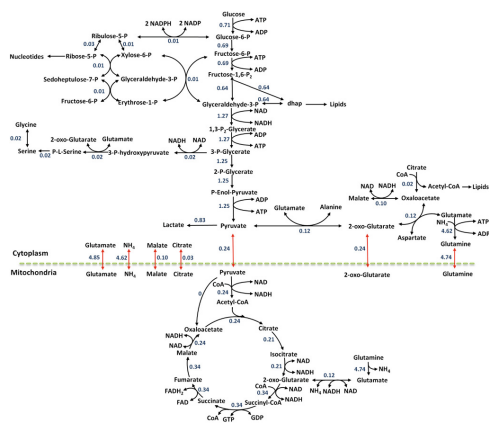 Glucose
2 NADPH 2 NADP
0.71
ATP
ADP
Ribulose-5-P
Glucose-6-P
0.03
0.01
0.01
0.69
Xylose-6-P
Fructose-6-P
Nucleotides
Ribose-5-P
0.69
ATP
ADP
0.01
Fructose-1,6-P2
Sedoheptulose-7-P
Glyceraldehyde-3-P
0.01
0.64
0.64
0.01
0.64
Fructose-6-P
Erythrose-1-P
Glyceraldehyde-3-P
dhap
Lipids
1.27
NAD
NADH
Glycine
1,3-P2-Glycerate
2-oxo-Glutarate
Glutamate
NADH
NAD
1.27
ADP
ATP
0.02
Serine
P-L-Serine
3-P-hydroxypyruvate
3-P-Glycerate
0.02
0.02
0.02
1.25
2-P-Glycerate
1.25
P-Enol-Pyruvate
1.25
ADP
ATP
Citrate
CoA
NAD
NADH
0.02
Acetyl-CoA
Lipids
Malate
Oxaloacetate
0.10
Glutamate
Alanine
0.12
Glutamate
Lactate
0.83
Pyruvate
0.12
2-oxo-Glutarate
NH4
4.62
ATP
ADP
Aspartate
Glutamine
Cytoplasm
Glutamate
NH4
Malate
Citrate
4.85
4.62
0.10
0.03
0.24
0.24
4.74
Mitochondria
Glutamate
NH4
Malate
Citrate
Pyruvate
2-oxo-Glutarate
Glutamine
0
CoA
0.24
NAD
NADH
Acetyl-CoA
Oxaloacetate
0.24
Citrate
NADH
NAD
0.24
0.21
Malate
Isocitrate
0.21
NAD
NADH
Glutamine
0.34
4.74
NH4
Fumarate
2-oxo-Glutarate
0.12
Glutamate
FADH2
0.34
CoA
0.34
NAD
NADH
NH4
NADH
NAD
FAD
Succinate
0.34
Succinyl-CoA
CoA
GTP
GDP